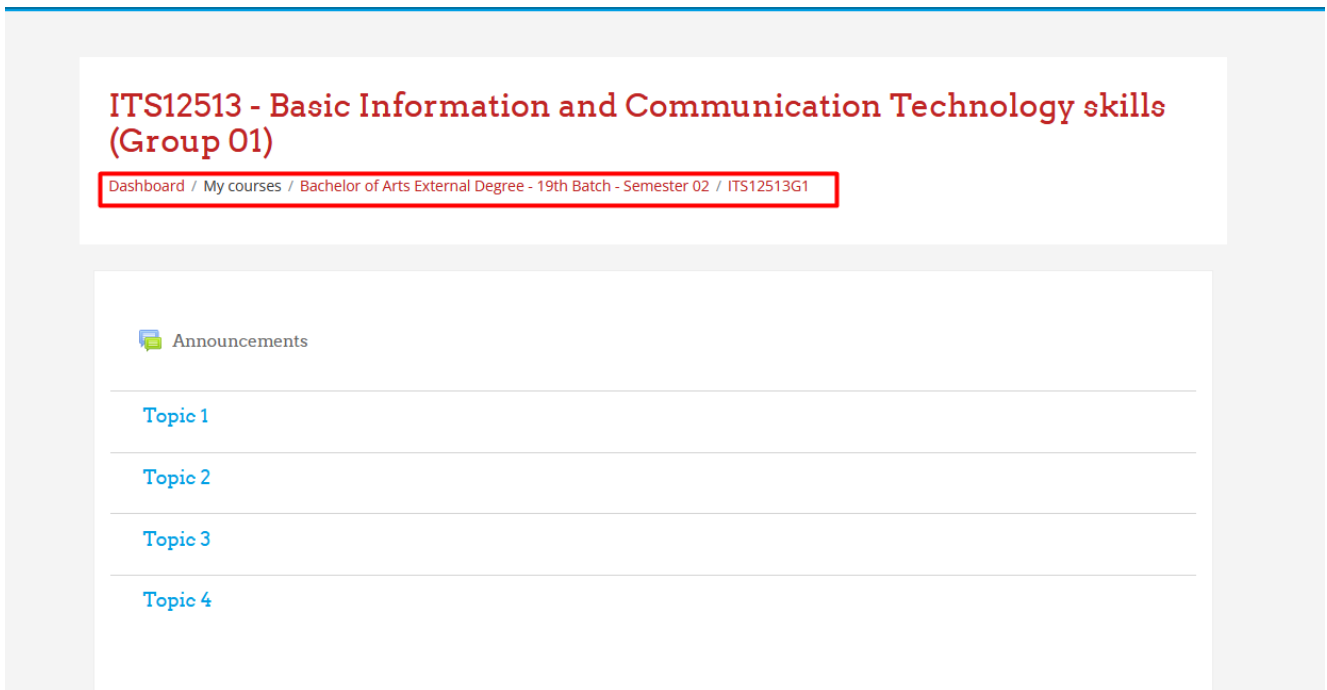 ITS12513 - Basic Information and Communication Technology skills
(Group 01)
Dashboard / My courses / Bachelor of Arts External Degree - 19th Batch - Semester 02 / ITS12513G1
Announcements
Topic 1
Topic 2
Topic 3
Topic 4